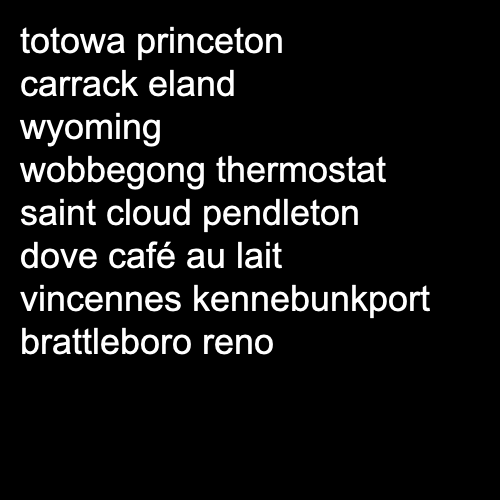 totowa princeton
carrack eland
wyoming
wobbegong thermostat
saint cloud pendleton
dove café au lait
vincennes kennebunkport
brattleboro reno